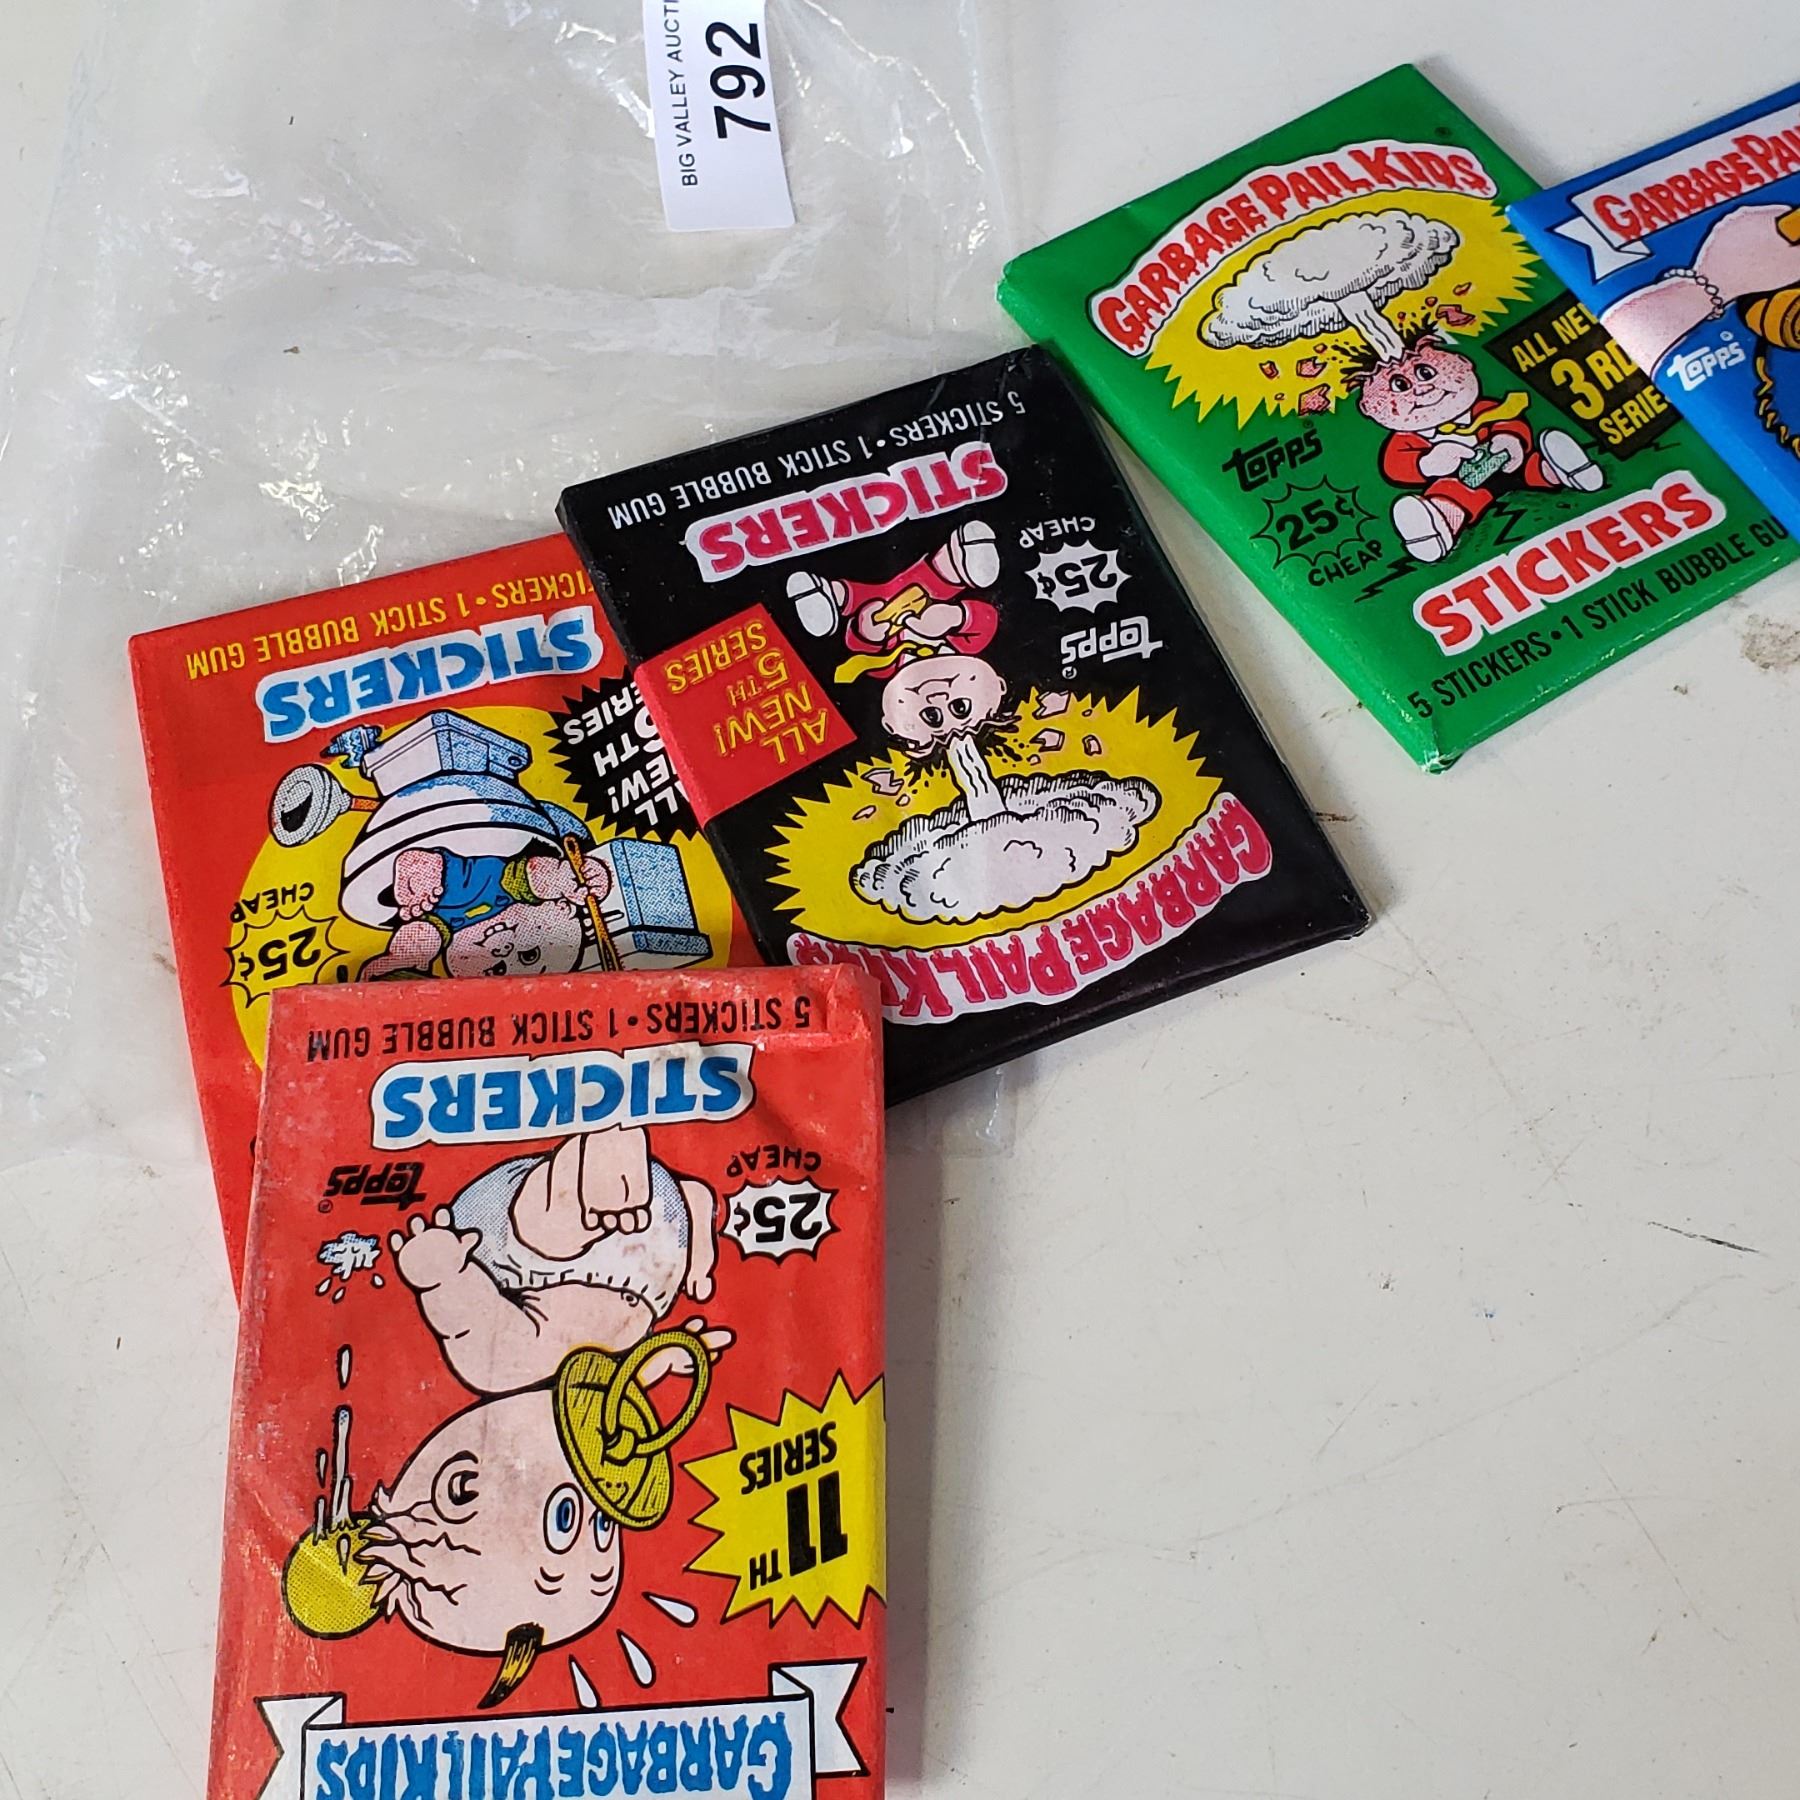 BIG VALLEY AUCTI
792
GARBAGE PAIL KIDS
ALL NEW
3RD
SERIES
TOPPS
25¢
CHEAP
STICKERS
5 STICKERS • 1 STICK BUBBLE GU
GARBAGE PAI
TOPPS
GARBAGE PAIL KIDS
ALL
NEW!
5TH
SERIES
TOPPS
25¢
CHEAP
STICKERS
5 STICKERS • 1 STICK BUBBLE GUM
ALL
NEW!
6TH
SERIES
25¢
CHEAP
STICKERS
STICKERS • 1 STICK BUBBLE GUM
GARBAGE PAIL KIDS
11TH
SERIES
25¢
CHEAP
TOPPS
STICKERS
5 STICKERS • 1 STICK BUBBLE GUM